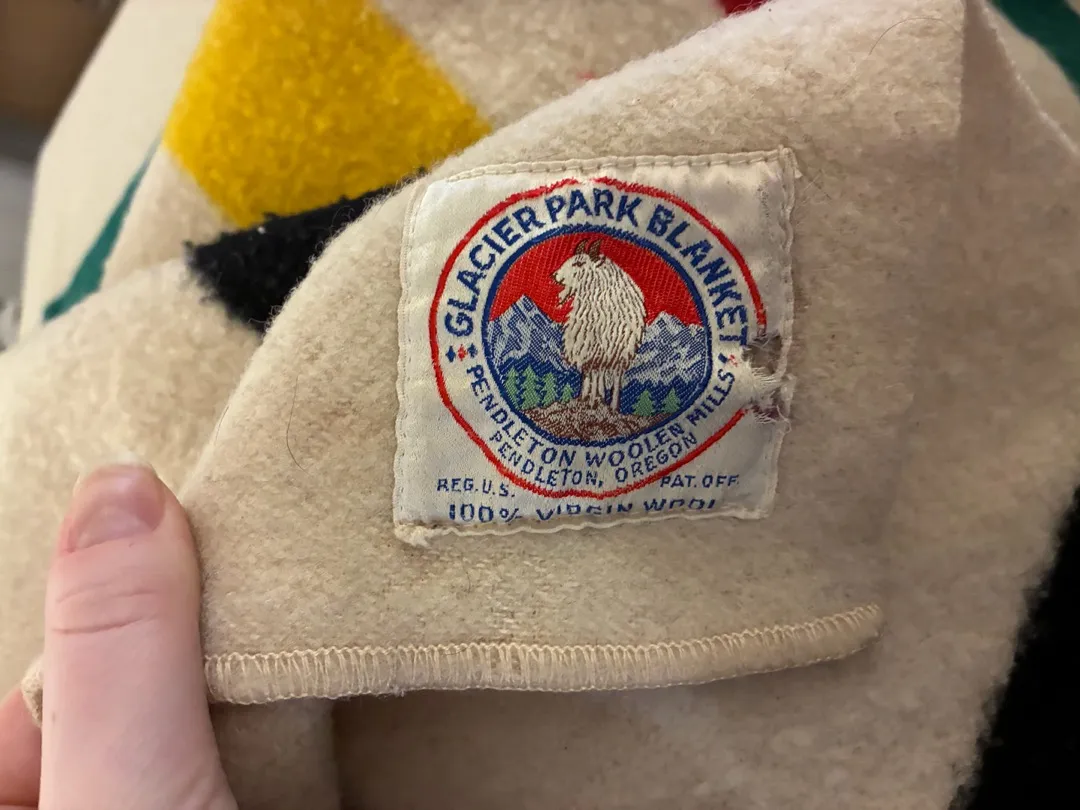 GLACIER PARK BLANKET
PENDLETON WOOLEN MILLS
PENDLETON, OREGON
REG.U.S. PAT.OFF.
100% VIRGIN WOOL